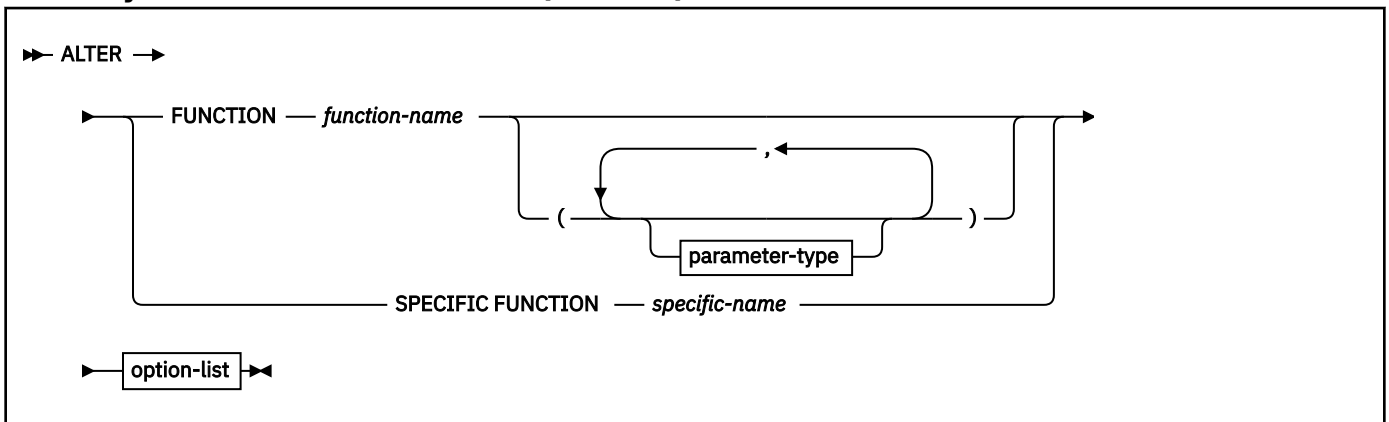 ALTER
FUNCTION function-name
,
( parameter-type )
SPECIFIC FUNCTION specific-name
option-list